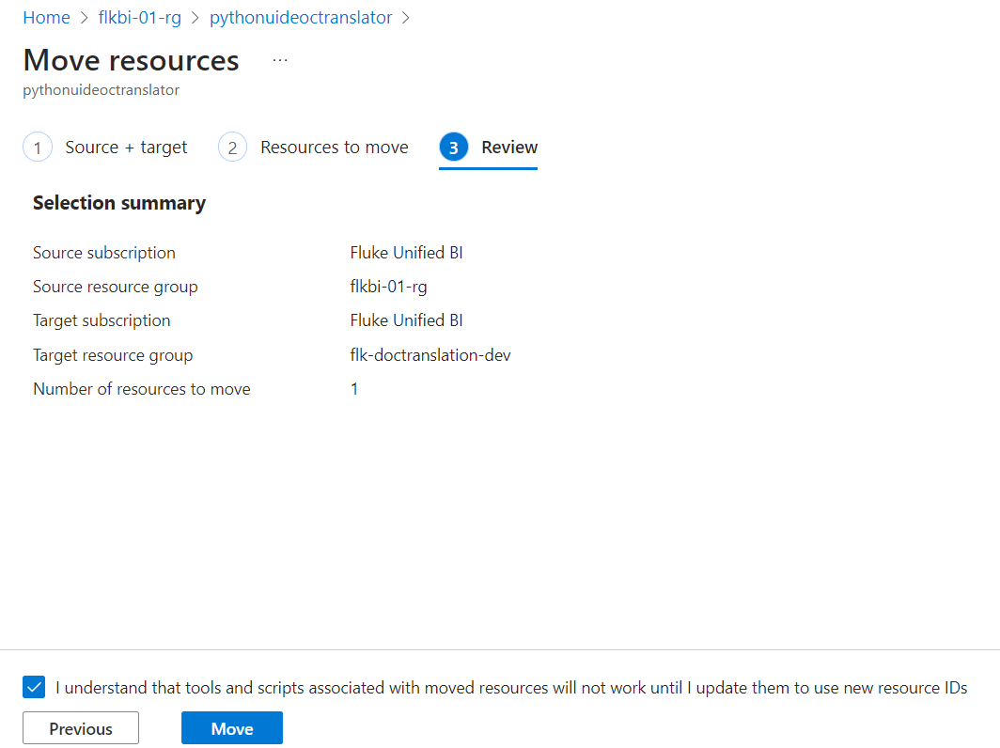 Home > flkbi-01-rg > pythonuideoctranslator >
Move resources ...
pythonuideoctranslator
1 Source + target 2 Resources to move 3 Review
Selection summary
Source subscription Fluke Unified BI
Source resource group flkbi-01-rg
Target subscription Fluke Unified BI
Target resource group flk-doctranslation-dev
Number of resources to move 1
I understand that tools and scripts associated with moved resources will not work until I update them to use new resource IDs
Previous Move